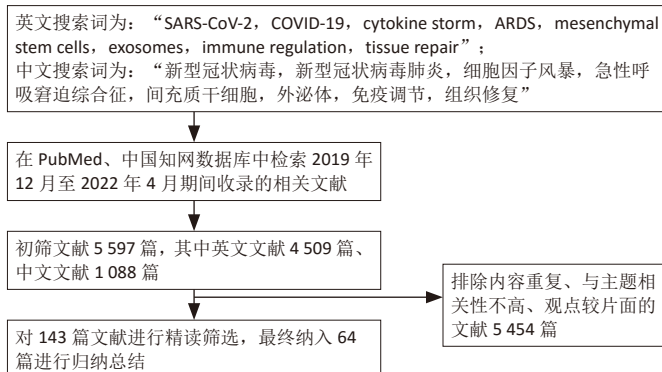 英文搜索词为：“SARS-CoV-2，COVID-19，cytokine storm，ARDS，mesenchymal
stem cells，exosomes，immune regulation，tissue repair”；
中文搜索词为：“新型冠状病毒，新型冠状病毒肺炎，细胞因子风暴，急性呼
吸窘迫综合征，间充质干细胞，外泌体，免疫调节，组织修复”
在 PubMed、中国知网数据库中检索 2019 年
12 月至 2022 年 4 月期间收录的相关文献
初筛文献 5 597 篇，其中英文文献 4 509 篇、
中文文献 1 088 篇
排除内容重复、与主题相
关性不高、观点较片面的
文献 5 454 篇
对 143 篇文献进行精读筛选，最终纳入 64
篇进行归纳总结